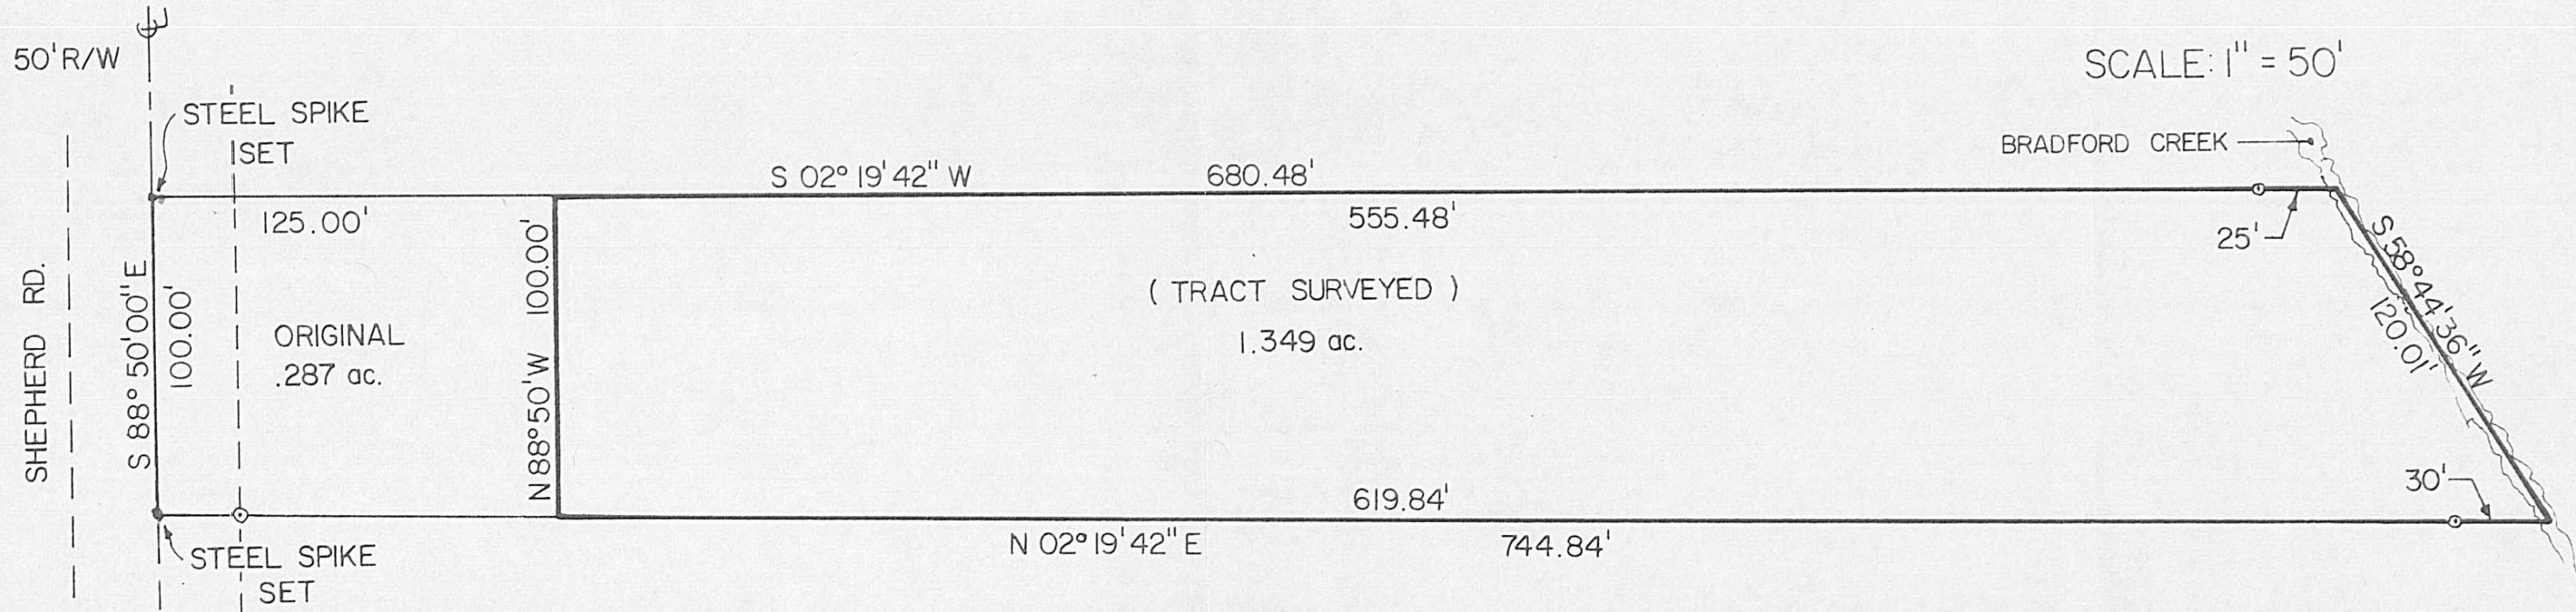 50' R/W
SCALE: 1" = 50'
STEEL SPIKE
SET
BRADFORD CREEK
S 02° 19' 42" W 680.48'
125.00'
555.48'
25'
SHEPHERD RD.
S 88° 50' 00" E
100.00'
ORIGINAL
.287 ac.
N 88° 50' W 100.00'
( TRACT SURVEYED )
1.349 ac.
S 58° 44' 36" W
120.01'
619.84'
30'
N 02° 19' 42" E 744.84'
STEEL SPIKE
SET